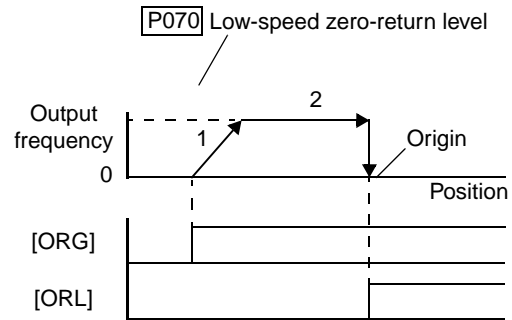 P070 Low-speed zero-return level
Output
frequency
0
1
2
Origin
Position
[ORG]
[ORL]